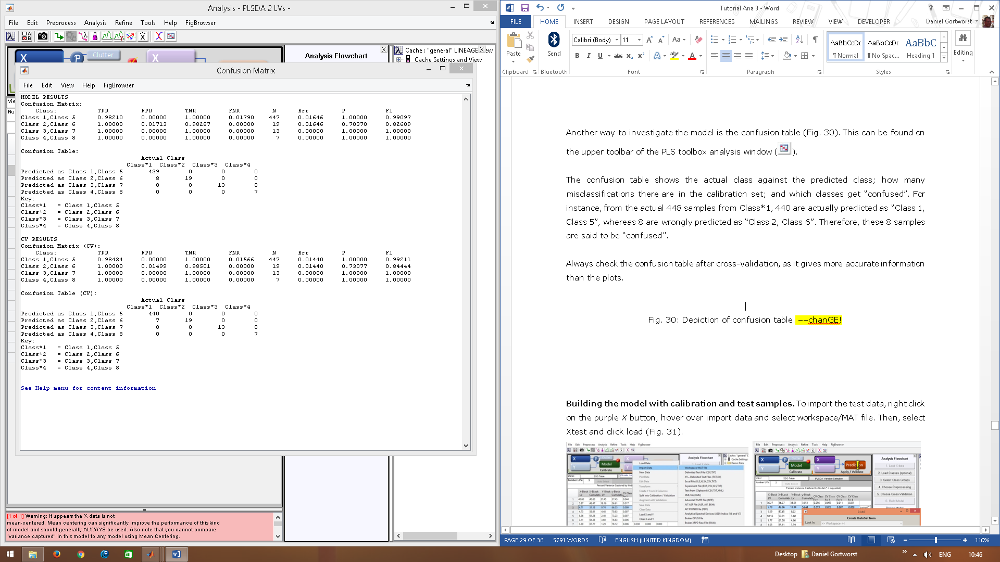 Analysis - PLSDA 2 LVs -
File Edit Preprocess Analysis Refine Tools Help FigBrowser
X P Clutter X
Analysis Flowchart
Cache : "general" LINEAGE
Cache Settings and View
Confusion Matrix
File Edit View Help FigBrowser
MODEL RESULTS
Confusion Matrix:
Class: TPR FPR TNR FNR N Err P F1
Class 1,Class 5 0.98210 0.00000 1.00000 0.01790 447 0.01646 1.00000 0.99097
Class 2,Class 6 1.00000 0.01713 0.98287 0.00000 19 0.01646 0.70370 0.82609
Class 3,Class 7 1.00000 0.00000 1.00000 0.00000 13 0.00000 1.00000 1.00000
Class 4,Class 8 1.00000 0.00000 1.00000 0.00000 7 0.00000 1.00000 1.00000
Confusion Table:
Actual Class
Class*1 Class*2 Class*3 Class*4
Predicted as Class 1,Class 5 439 0 0 0
Predicted as Class 2,Class 6 8 19 0 0
Predicted as Class 3,Class 7 0 0 13 0
Predicted as Class 4,Class 8 0 0 0 7
Key:
Class*1 = Class 1,Class 5
Class*2 = Class 2,Class 6
Class*3 = Class 3,Class 7
Class*4 = Class 4,Class 8
CV RESULTS
Confusion Matrix (CV):
Class: TPR FPR TNR FNR N Err P F1
Class 1,Class 5 0.98434 0.00000 1.00000 0.01566 447 0.01440 1.00000 0.99211
Class 2,Class 6 1.00000 0.01499 0.98501 0.00000 19 0.01440 0.73077 0.84444
Class 3,Class 7 1.00000 0.00000 1.00000 0.00000 13 0.00000 1.00000 1.00000
Class 4,Class 8 1.00000 0.00000 1.00000 0.00000 7 0.00000 1.00000 1.00000
Confusion Table (CV):
Actual Class
Class*1 Class*2 Class*3 Class*4
Predicted as Class 1,Class 5 440 0 0 0
Predicted as Class 2,Class 6 7 19 0 0
Predicted as Class 3,Class 7 0 0 13 0
Predicted as Class 4,Class 8 0 0 0 7
Key:
Class*1 = Class 1,Class 5
Class*2 = Class 2,Class 6
Class*3 = Class 3,Class 7
Class*4 = Class 4,Class 8
See Help menu for content information
[1 of 1] Warning: It appears the X data is not
mean-centered. Mean centering can significantly improve the performance of this kind
of model and should generally ALWAYS be used. Also note that you cannot compare
"variance captured" in this model to any model using Mean Centering.
Tutorial Ana 3 - Word
FILE HOME INSERT DESIGN PAGE LAYOUT REFERENCES MAILINGS REVIEW VIEW DEVELOPER Daniel Gortworst
Paste Send Calibri (Body) 11 AaBbCcDc AaBbCcDc AaBbC
¶ Normal ¶ No Spac... Heading 1 Editing
Clipboard Bluetooth Font Paragraph Styles
Another way to investigate the model is the confusion table (Fig. 30). This can be found on
the upper toolbar of the PLS toolbox analysis window ( ).
The confusion table shows the actual class against the predicted class; how many
misclassifications there are in the calibration set; and which classes get “confused”. For
instance, from the actual 448 samples from Class*1, 440 are actually predicted as “Class 1,
Class 5”, whereas 8 are wrongly predicted as “Class 2, Class 6”. Therefore, these 8 samples
are said to be “confused”.
Always check the confusion table after cross-validation, as it gives more accurate information
than the plots.
Fig. 30: Depiction of confusion table. ––chanGE!
Building the model with calibration and test samples. To import the test data, right click
on the purple X button, hover over import data and select workspace/MAT file. Then, select
Xtest and click load (Fig. 31).
PAGE 29 OF 36 5791 WORDS ENGLISH (UNITED KINGDOM) 110%
Desktop Daniel Gortworst ENG 10:46